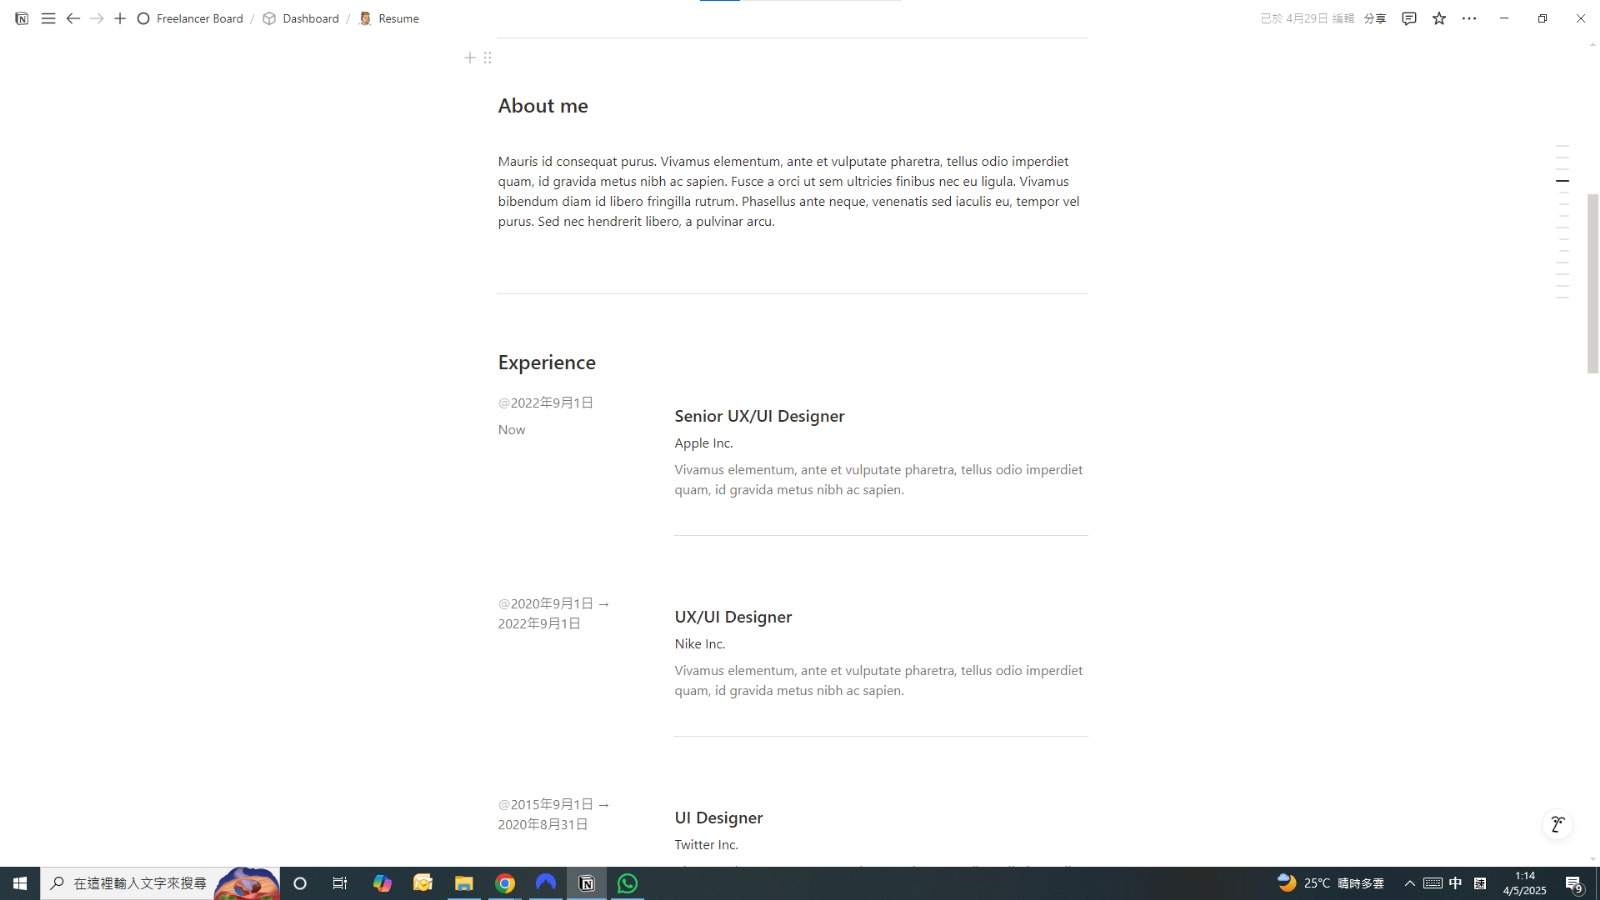 Freelancer Board / Dashboard / Resume
已於 4月29日 編輯 分享
About me
Mauris id consequat purus. Vivamus elementum, ante et vulputate pharetra, tellus odio imperdiet
quam, id gravida metus nibh ac sapien. Fusce a orci ut sem ultricies finibus nec eu ligula. Vivamus
bibendum diam id libero fringilla rutrum. Phasellus ante neque, venenatis sed iaculis eu, tempor vel
purus. Sed nec hendrerit libero, a pulvinar arcu.
Experience
@2022年9月1日
Now
Senior UX/UI Designer
Apple Inc.
Vivamus elementum, ante et vulputate pharetra, tellus odio imperdiet
quam, id gravida metus nibh ac sapien.
@2020年9月1日 →
2022年9月1日
UX/UI Designer
Nike Inc.
Vivamus elementum, ante et vulputate pharetra, tellus odio imperdiet
quam, id gravida metus nibh ac sapien.
@2015年9月1日 →
2020年8月31日
UI Designer
Twitter Inc.
在這裡輸入文字來搜尋
25°C 晴時多雲
中
1:14
4/5/2025
9